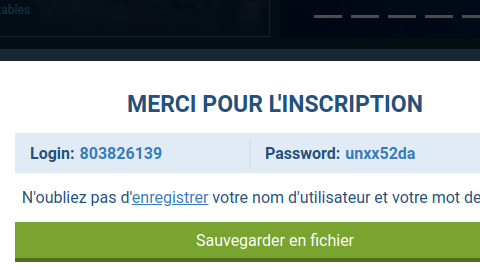 tables
MERCI POUR L'INSCRIPTION
Login: 803826139 Password: unxx52da
N'oubliez pas d'enregistrer votre nom d'utilisateur et votre mot de
Sauvegarder en fichier